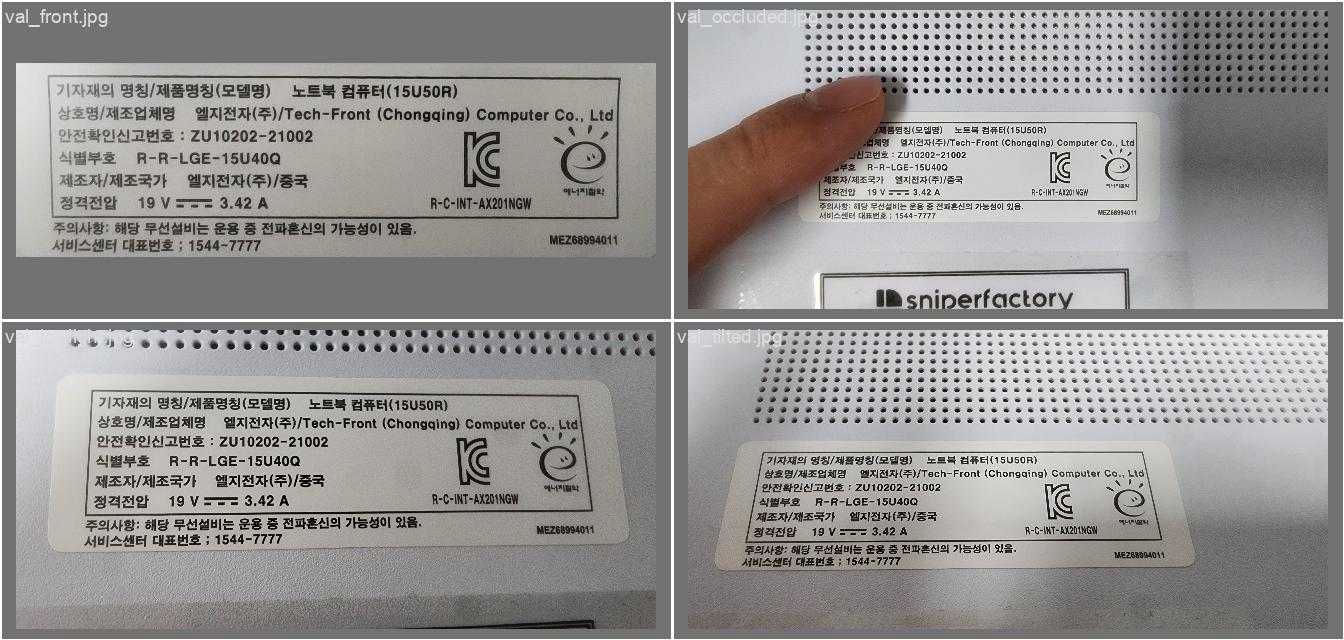 val_front.jpg
기자재의 명칭/제품명칭(모델명) 노트북 컴퓨터(15U50R)
상호명/제조업체명 엘지전자(주)/Tech-Front (Chongqing) Computer Co., Ltd
안전확인신고번호 : ZU10202-21002
식별부호 R-R-LGE-15U40Q
제조자/제조국가 엘지전자(주)/중국
정격전압 19 V 3.42 A
R-C-INT-AX201NGW
에너지절약
주의사항: 해당 무선설비는 운용 중 전파혼신의 가능성이 있음.
서비스센터 대표번호 ; 1544-7777
MEZ68994011
val_occluded.jpg
/제품명칭(모델명) 노트북 컴퓨터(15U50R)
업체명 엘지전자(주)/Tech-Front (Chongqing) Computer Co., Ltd
인신고번호 : ZU10202-21002
부호 R-R-LGE-15U40Q
제조자/제조국가 엘지전자(주)/중국
정격전압 19 V 3.42 A
R-C-INT-AX201NGW
에너지절약
주의사항: 해당 무선설비는 운용 중 전파혼신의 가능성이 있음.
서비스센터 대표번호 ; 1544-7777
MEZ68994011
sniperfactory
기자재의 명칭/제품명칭(모델명) 노트북 컴퓨터(15U50R)
상호명/제조업체명 엘지전자(주)/Tech-Front (Chongqing) Computer Co., Ltd
안전확인신고번호 : ZU10202-21002
식별부호 R-R-LGE-15U40Q
제조자/제조국가 엘지전자(주)/중국
정격전압 19 V 3.42 A
R-C-INT-AX201NGW
에너지절약
주의사항: 해당 무선설비는 운용 중 전파혼신의 가능성이 있음.
서비스센터 대표번호 ; 1544-7777
MEZ68994011
val_tilted.jpg
기자재의 명칭/제품명칭(모델명) 노트북 컴퓨터(15U50R)
상호명/제조업체명 엘지전자(주)/Tech-Front (Chongqing) Computer Co., Ltd
안전확인신고번호 : ZU10202-21002
식별부호 R-R-LGE-15U40Q
제조자/제조국가 엘지전자(주)/중국
정격전압 19 V 3.42 A
R-C-INT-AX201NGW
에너지절약
주의사항: 해당 무선설비는 운용 중 전파혼신의 가능성이 있음.
서비스센터 대표번호 ; 1544-7777
MEZ68994011